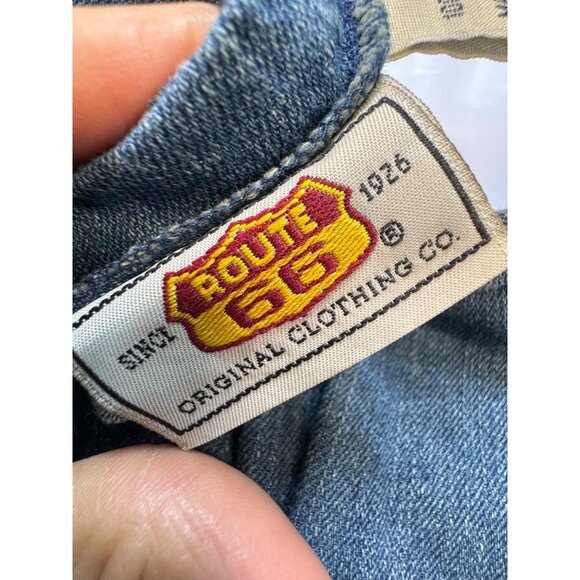 ROUTE
66 ®
SINCE 1926
ORIGINAL CLOTHING CO.